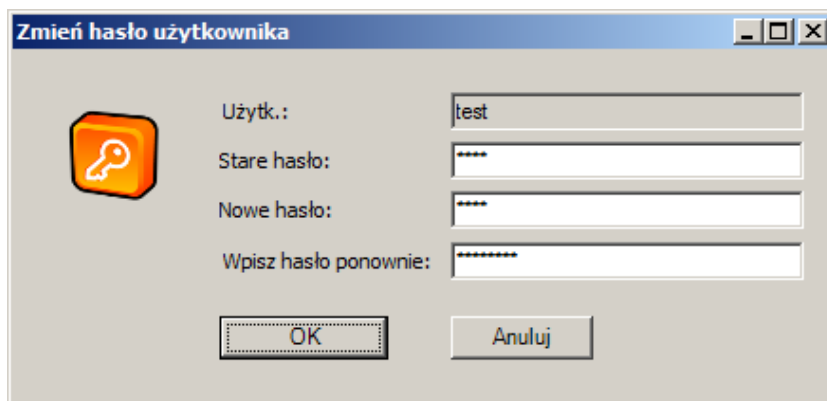 Zmień hasło użytkownika
Użytk.: test
Stare hasło: ****
Nowe hasło: ****
Wpisz hasło ponownie: ********
OK Anuluj